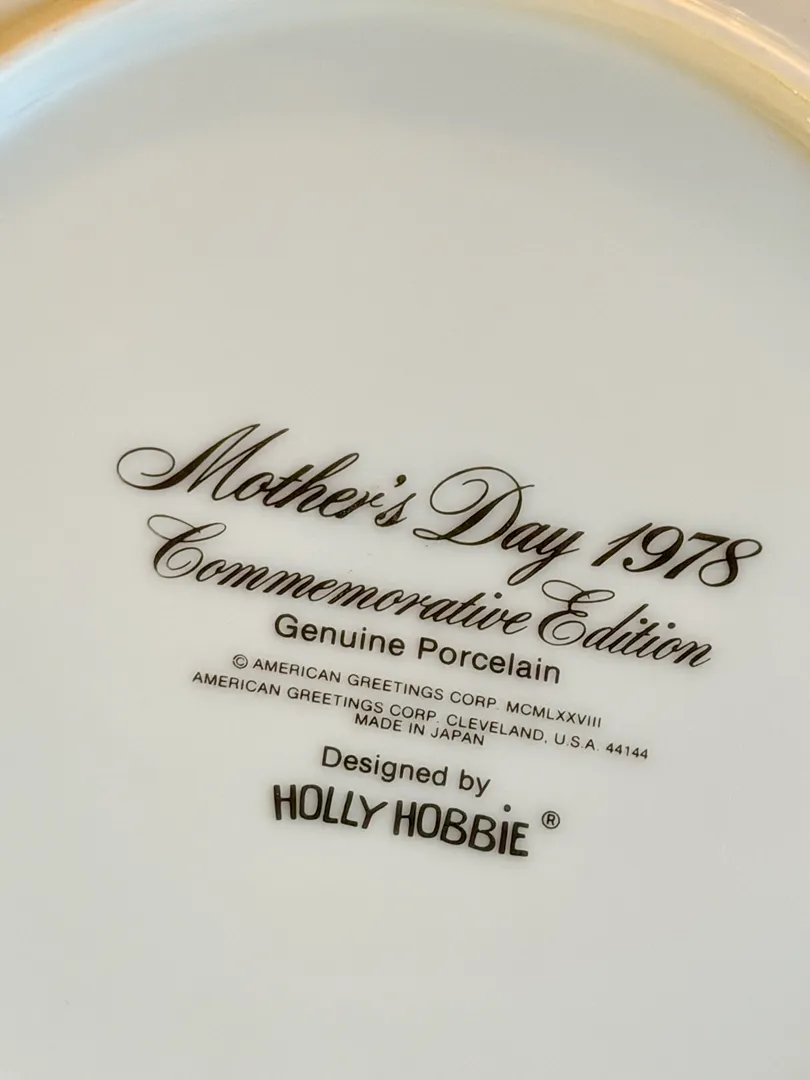 Mother's Day 1978
Commemorative Edition
Genuine Porcelain
© AMERICAN GREETINGS CORP. MCMLXXVIII
AMERICAN GREETINGS CORP. CLEVELAND, U.S.A. 44144
MADE IN JAPAN
Designed by
HOLLY HOBBiE ®